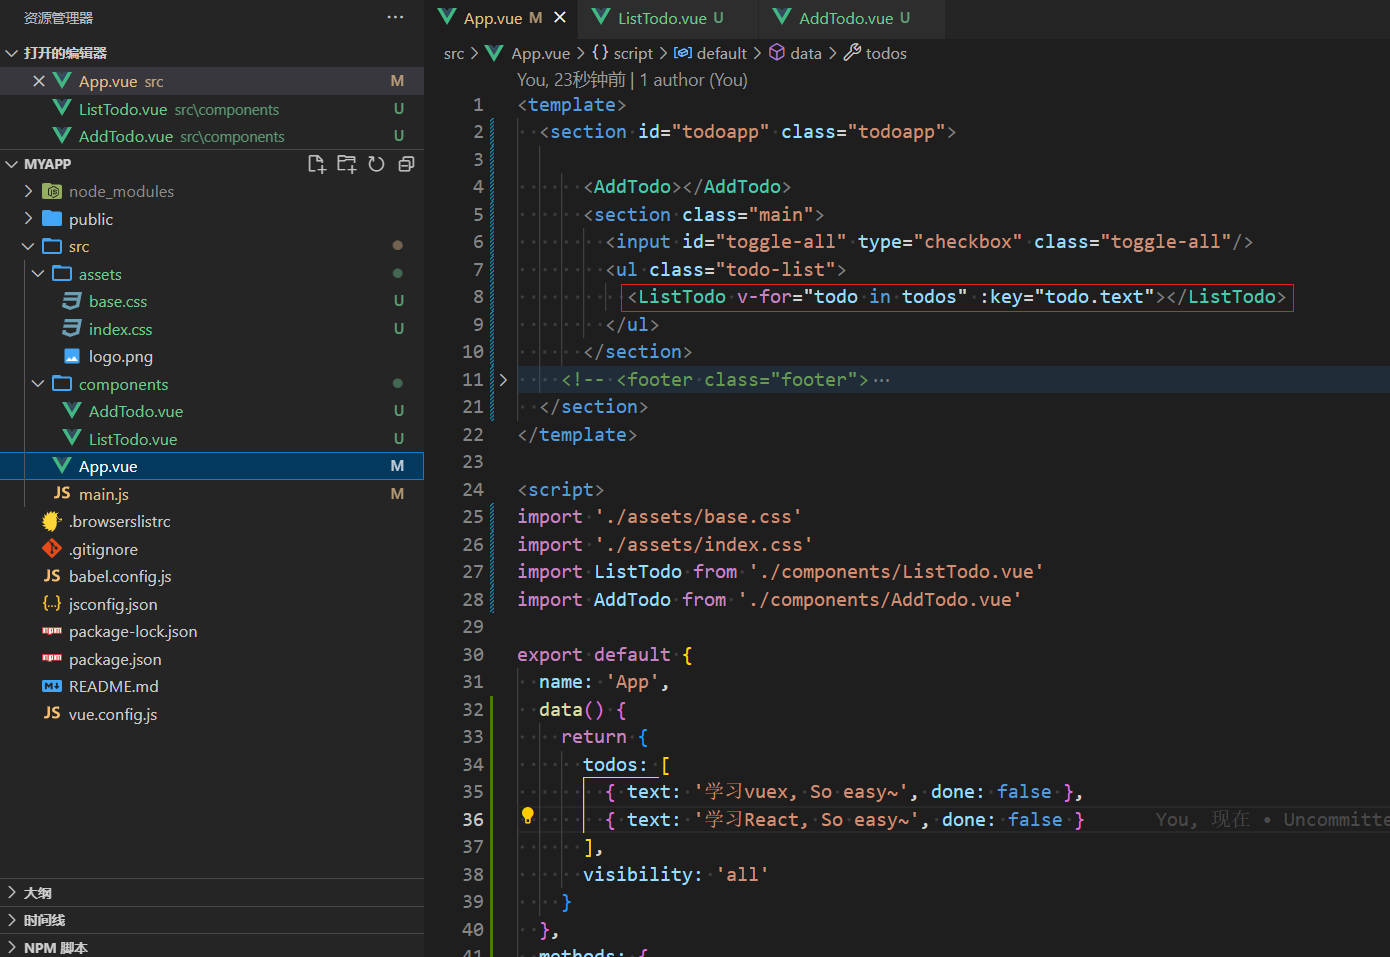 资源管理器 ···
打开的编辑器
App.vue src M
ListTodo.vue src\components U
AddTodo.vue src\components U
MYAPP
node_modules
public
src
assets
base.css U
index.css U
logo.png
components
AddTodo.vue U
ListTodo.vue U
App.vue M
JS main.js M
.browserslistrc
.gitignore
JS babel.config.js
{..} jsconfig.json
npm package-lock.json
npm package.json
README.md
JS vue.config.js
大纲
时间线
NPM 脚本
App.vue M ListTodo.vue U AddTodo.vue U
src > App.vue > {} script > default > data > todos
You, 23秒钟前 | 1 author (You)
1 <template>
2 <section id="todoapp" class="todoapp">
3
4 <AddTodo></AddTodo>
5 <section class="main">
6 <input id="toggle-all" type="checkbox" class="toggle-all"/>
7 <ul class="todo-list">
8 <ListTodo v-for="todo in todos" :key="todo.text"></ListTodo>
9 </ul>
10 </section>
11 <!-- <footer class="footer">···
21 </section>
22 </template>
23
24 <script>
25 import './assets/base.css'
26 import './assets/index.css'
27 import ListTodo from './components/ListTodo.vue'
28 import AddTodo from './components/AddTodo.vue'
29
30 export default {
31 name: 'App',
32 data() {
33 return {
34 todos: [
35 { text: '学习vuex, So easy~', done: false },
36 { text: '学习React, So easy~', done: false } You, 现在 • Uncommitte
37 ],
38 visibility: 'all'
39 }
40 },
41 methods: {